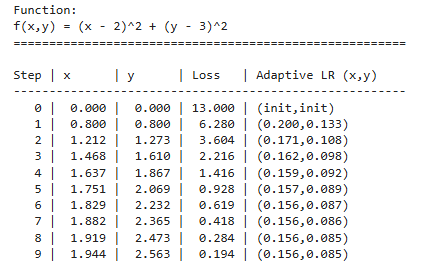 Function:
f(x,y) = (x - 2)^2 + (y - 3)^2
=======================================================
Step | x      | y      | Loss   | Adaptive LR (x,y)
-------------------------------------------------------
   0 |  0.000 |  0.000 | 13.000 | (init,init)
   1 |  0.800 |  0.800 |  6.280 | (0.200,0.133)
   2 |  1.212 |  1.273 |  3.604 | (0.171,0.108)
   3 |  1.468 |  1.610 |  2.216 | (0.162,0.098)
   4 |  1.637 |  1.867 |  1.416 | (0.159,0.092)
   5 |  1.751 |  2.069 |  0.928 | (0.157,0.089)
   6 |  1.829 |  2.232 |  0.619 | (0.156,0.087)
   7 |  1.882 |  2.365 |  0.418 | (0.156,0.086)
   8 |  1.919 |  2.473 |  0.284 | (0.156,0.085)
   9 |  1.944 |  2.563 |  0.194 | (0.156,0.085)